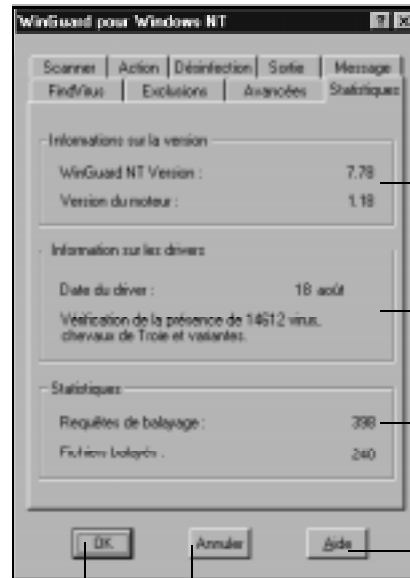 WinGuard pour Windows NT
Scanner Action Désinfection Sortie Message
FindVirus Exclusions Avancées Statistiques
Informations sur la version
WinGuard NT Version : 7.78
Version du moteur : 1.18
Information sur les drivers
Date du driver : 18 août
Vérification de la présence de 14612 virus,
chevaux de Troie et variantes.
Statistiques
Requêtes de balayage : 398
Fichiers balayés : 240
OK Annuler Aide